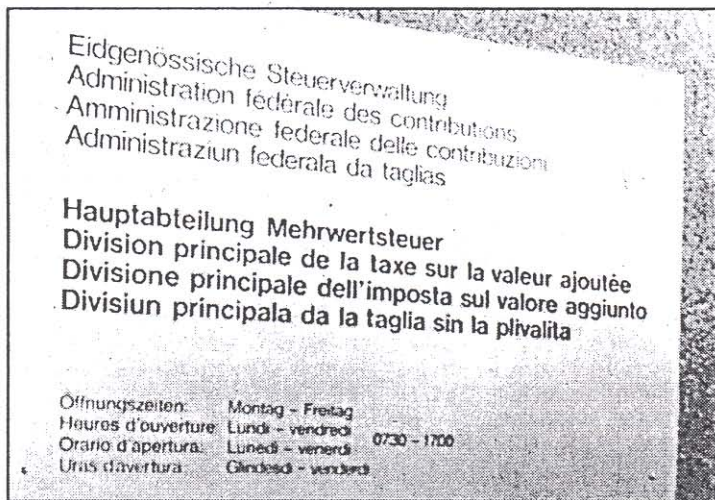 Eidgenössische Steuerverwaltung
Administration fédérale des contributions
Amministrazione federale delle contribuzioni
Administraziun federala da taglias
Hauptabteilung Mehrwertsteuer
Division principale de la taxe sur la valeur ajoutée
Divisione principale dell'imposta sul valore aggiunto
Divisiun principala da la taglia sin la plivalita
Öffnungszeiten: Montag – Freitag
Heures d'ouverture: Lundi – vendredi
Orario d'apertura: Lunedi – venerdi 0730 – 1700
Uras d'avertura: Glindesdi – venderdi